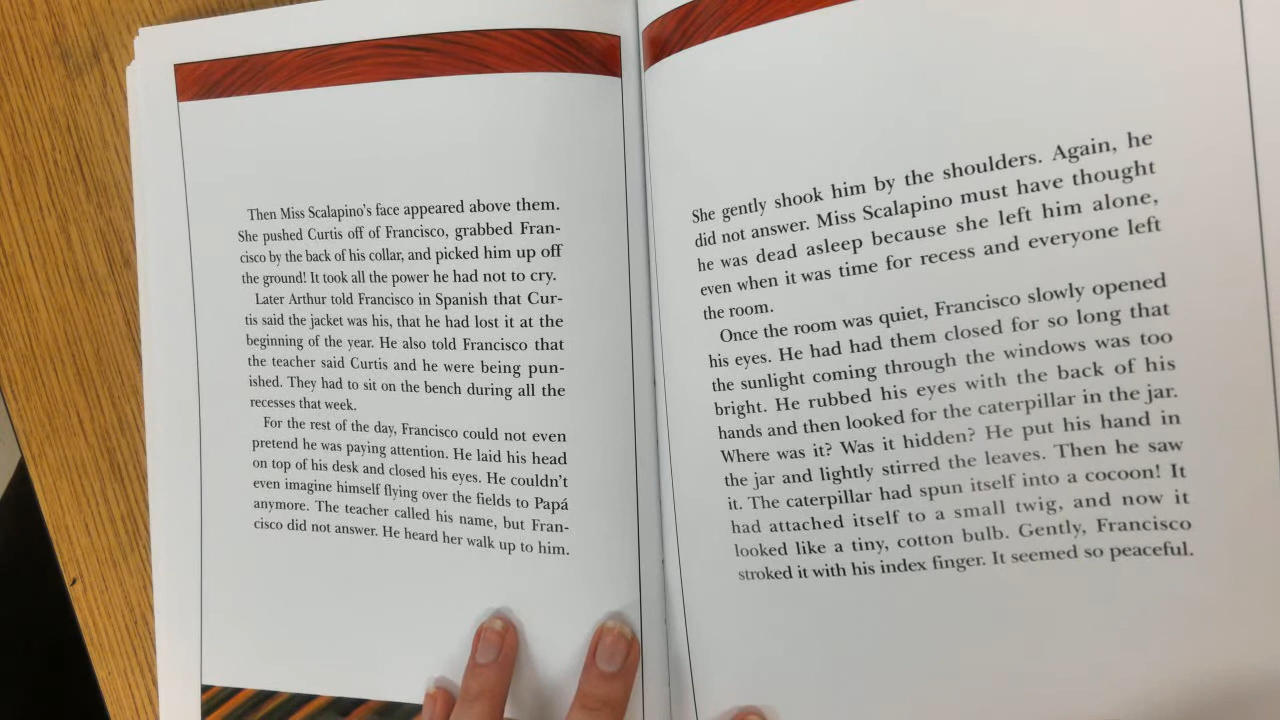 Then Miss Scalapino's face appeared above them.
She pushed Curtis off of Francisco, grabbed Fran-
cisco by the back of his collar, and picked him up off
the ground! It took all the power he had not to cry.
Later Arthur told Francisco in Spanish that Cur-
tis said the jacket was his, that he had lost it at the
beginning of the year. He also told Francisco that
the teacher said Curtis and he were being pun-
ished. They had to sit on the bench during all the
recesses that week.
For the rest of the day, Francisco could not even
pretend he was paying attention. He laid his head
on top of his desk and closed his eyes. He couldn't
even imagine himself flying over the fields to Papá
anymore. The teacher called his name, but Fran-
cisco did not answer. He heard her walk up to him.
She gently shook him by the shoulders. Again, he
did not answer. Miss Scalapino must have thought
he was dead asleep because she left him alone,
even when it was time for recess and everyone left
the room.
Once the room was quiet, Francisco slowly opened
his eyes. He had had them closed for so long that
the sunlight coming through the windows was too
bright. He rubbed his eyes with the back of his
hands and then looked for the caterpillar in the jar.
Where was it? Was it hidden? He put his hand in
the jar and lightly stirred the leaves. Then he saw
it. The caterpillar had spun itself into a cocoon! It
had attached itself to a small twig, and now it
looked like a tiny, cotton bulb. Gently, Francisco
stroked it with his index finger. It seemed so peaceful.